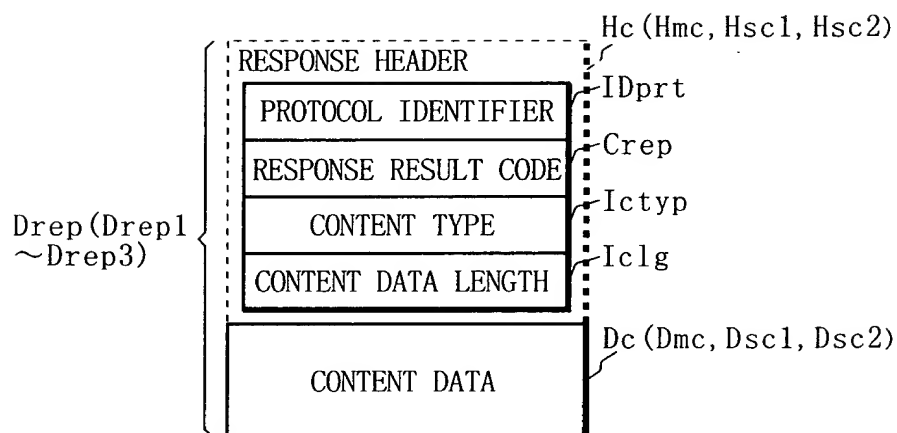 Hc(Hmc, Hsc1, Hsc2)
RESPONSE HEADER
IDprt
PROTOCOL IDENTIFIER
Crep
RESPONSE RESULT CODE
Ictyp
CONTENT TYPE
Drep(Drep1
~Drep3)
Iclg
CONTENT DATA LENGTH
Dc(Dmc, Dsc1, Dsc2)
CONTENT DATA